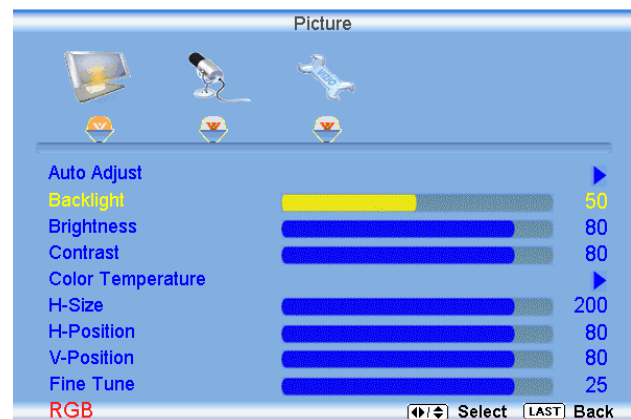 Picture
Auto Adjust
Backlight 50
Brightness 80
Contrast 80
Color Temperature
H-Size 200
H-Position 80
V-Position 80
Fine Tune 25
RGB Select LAST Back